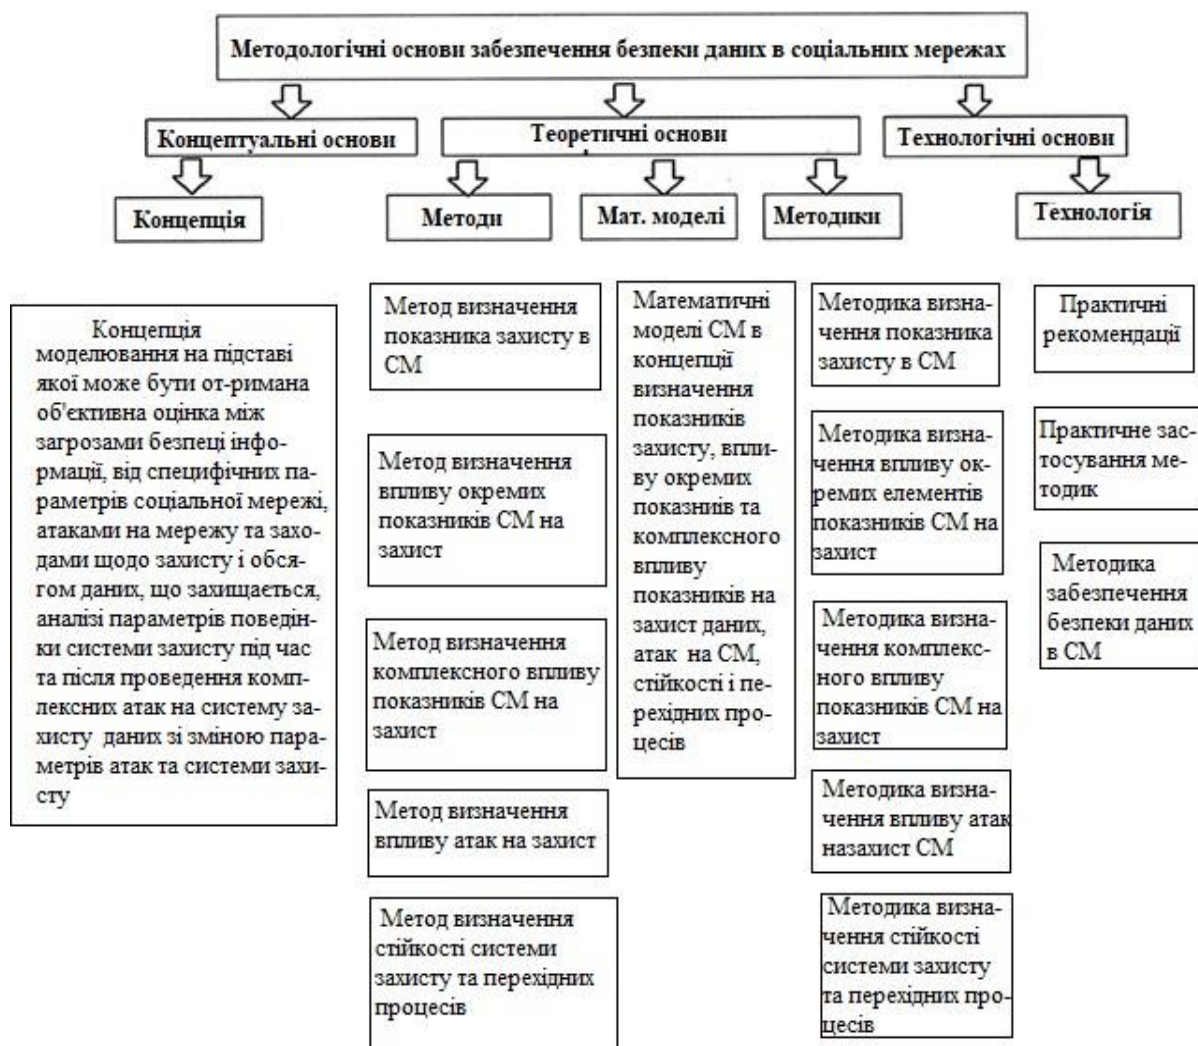 Методологічні основи забезпечення безпеки даних в соціальних мережах
Концептуальні основи
Теоретичні основи
Технологічні основи
Концепція
Методи
Мат. моделі
Методики
Технологія
Концепція
моделювання на підставі
якої може бути от-римана
об'єктивна оцінка між
загрозами безпеці інфо-
рмації, від специфічних па-
раметрів соціальної мережі,
атаками на мережу та захо-
дами щодо захисту і обся-
гом даних, що захищається,
аналізі параметрів поведін-
ки системи захисту під час
та після проведення комп-
лексних атак на систему за-
хисту даних зі зміною пара-
метрів атак та системи захи-
сту
Метод визначення
показника захисту в
СМ
Метод визначення
впливу окремих
показників СМ на
захист
Метод визначення
комплексного впливу
показників СМ на
захист
Метод визначення
впливу атак на захист
Метод визначення
стійкості системи
захисту та перехідних
процесів
Математичні
моделі СМ в
концепції
визначення
показників
захисту, впли-
ву окремих
показниів та
комплексного
впливу
показників на
захист даних,
атак на СМ,
стійкості і пе-
рехідних про-
цесів
Методика визна-
чення показника
захисту в СМ
Методика визна-
чення впливу ок-
ремих елементів
показників СМ на
захист
Методика визна-
чення комплекс-
ного впливу
показників СМ на
захист
Методика визна-
чення впливу атак
назахист СМ
Методика визна-
чення стійкості
системи захисту
та перехідних про-
цесів
Практичні
рекомендації
Практичне зас-
тосування ме-
тодик
Методика
забезпечення
безпеки даних
в СМ